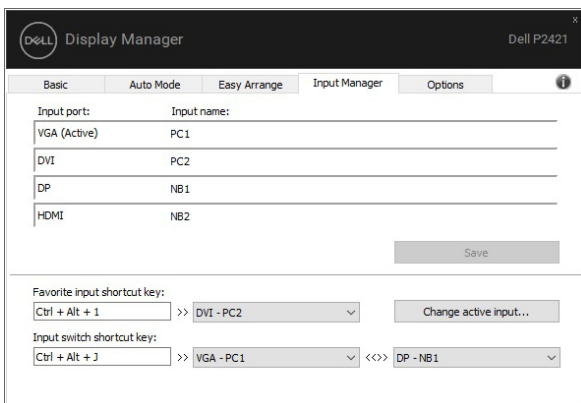 x
DELL Display Manager Dell P2421
Basic Auto Mode Easy Arrange Input Manager Options i
Input port: Input name:
VGA (Active) PC1
DVI PC2
DP NB1
HDMI NB2
Save
Favorite input shortcut key:
Ctrl + Alt + 1 >> DVI - PC2 Change active input...
Input switch shortcut key:
Ctrl + Alt + J >> VGA - PC1 <<>> DP - NB1